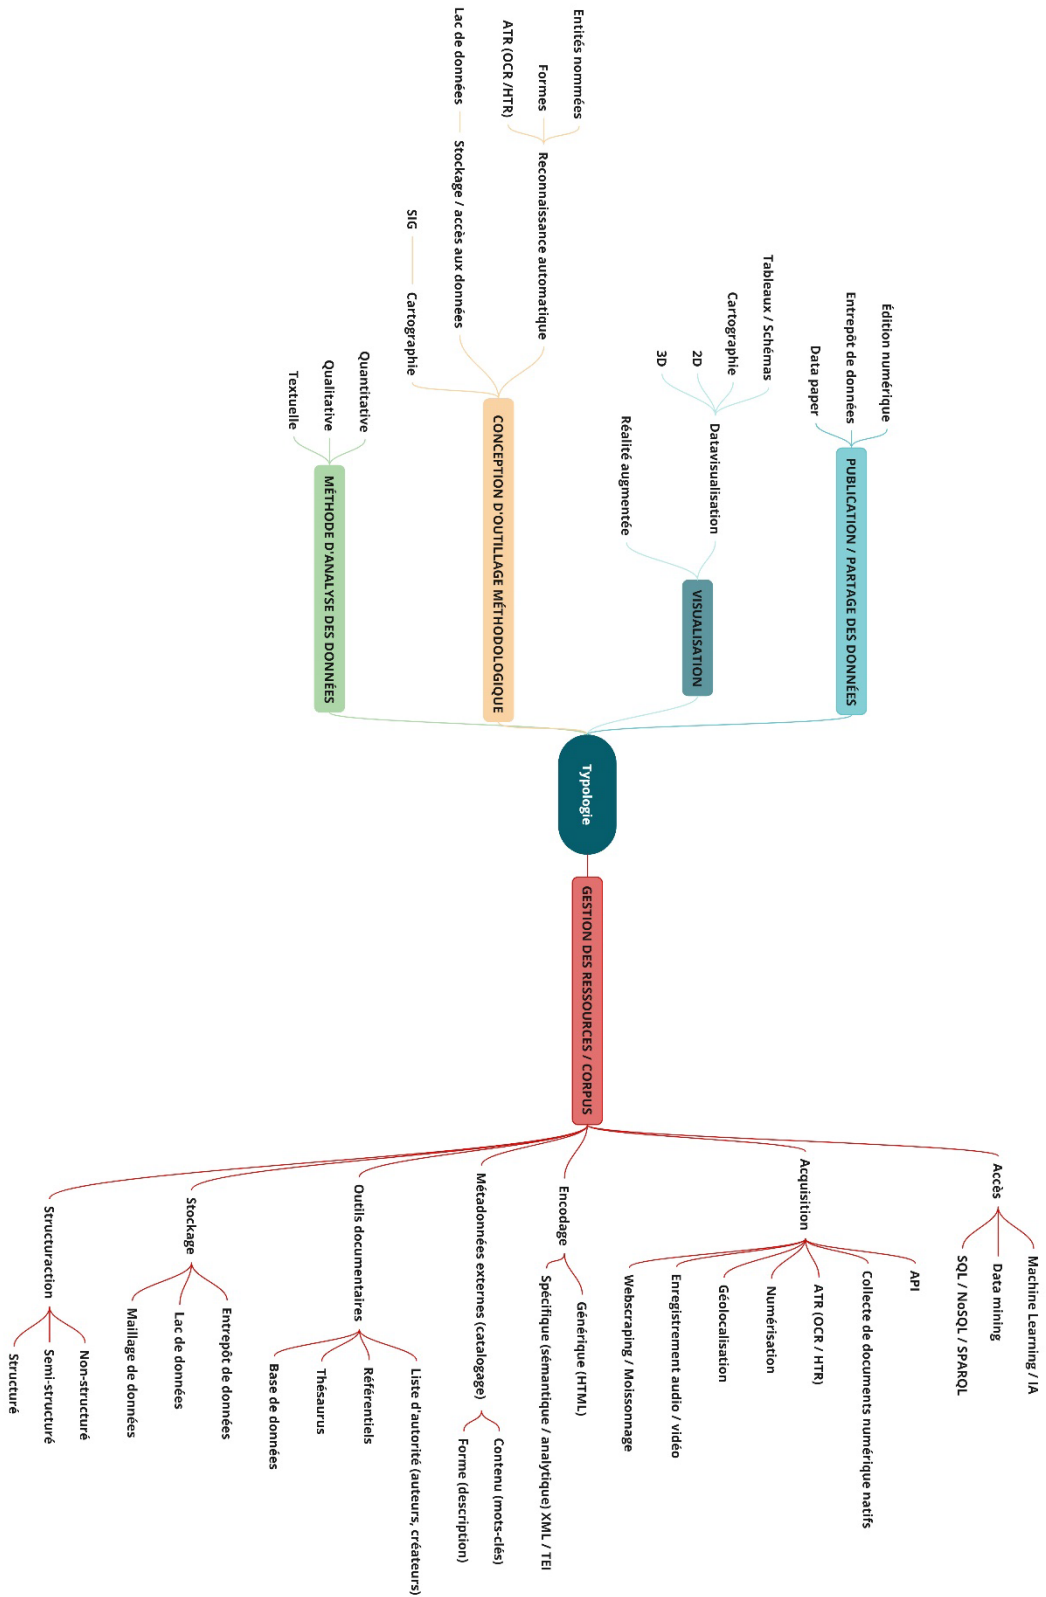 Typologie
PUBLICATION / PARTAGE DES DONNÉES
Édition numérique
Entrepôt de données
Data paper
VISUALISATION
Datavisualisation
Tableaux / Schémas
Cartographie
2D
3D
Réalité augmentée
CONCEPTION D'OUTILLAGE MÉTHODOLOGIQUE
Reconnaissance automatique
Entités nommées
Formes
ATR (OCR /HTR)
Stockage / accès aux données
Lac de données
Cartographie
SIG
MÉTHODE D'ANALYSE DES DONNÉES
Quantitative
Qualitative
Textuelle
GESTION DES RESSOURCES / CORPUS
Accès
Machine Learning / IA
Data mining
SQL / NoSQL / SPARQL
Acquisition
API
Collecte de documents numérique natifs
ATR (OCR / HTR)
Numérisation
Géolocalisation
Enregistrement audio / vidéo
Webscraping / Moissonnage
Encodage
Générique (HTML)
Spécifique (sémantique / analytique) XML / TEI
Métadonnées externes (catalogage)
Contenu (mots-clés)
Forme (description)
Outils documentaires
Liste d'autorité (auteurs, créateurs)
Référentiels
Thésaurus
Base de données
Stockage
Entrepôt de données
Lac de données
Maillage de données
Structuraction
Non-structuré
Semi-structuré
Structuré